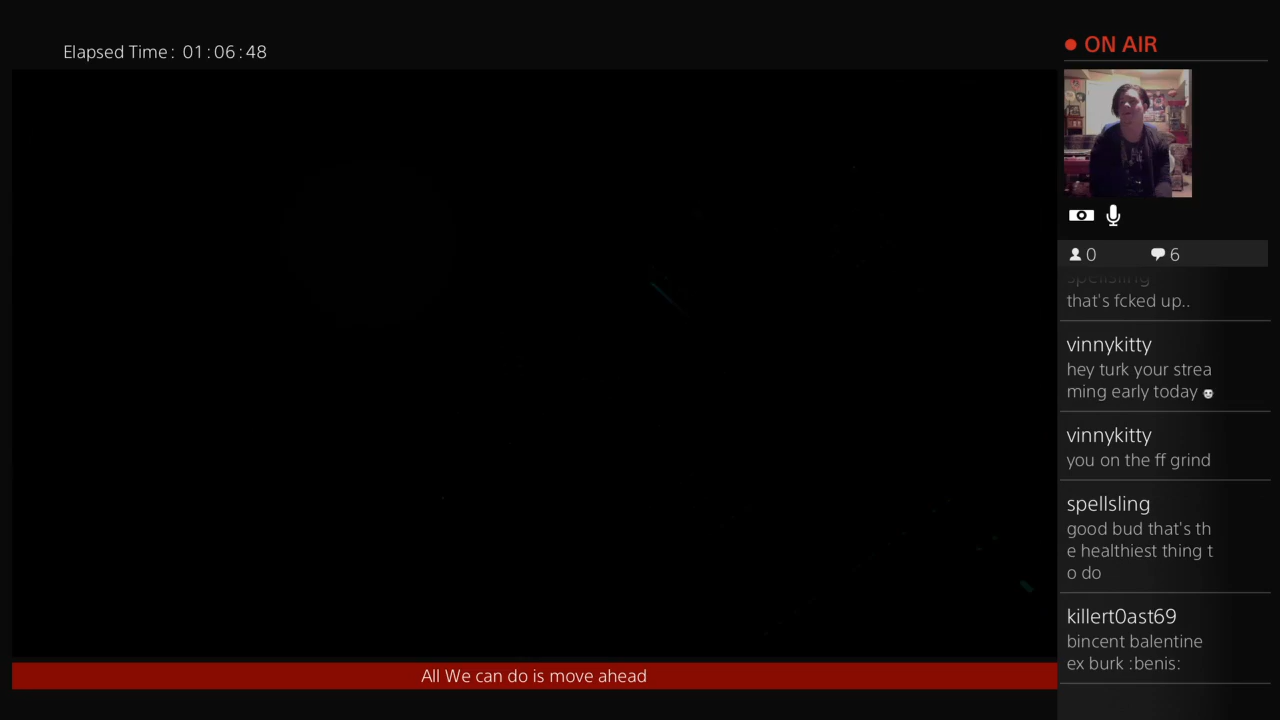 Elapsed Time: 01:06:48
ON AIR
0
6
spellsling
that's fcked up..
vinnykitty
hey turk your strea
ming early today
vinnykitty
you on the ff grind
spellsling
good bud that's th
e healthiest thing t
o do
killert0ast69
bincent balentine
ex burk :benis:
All We can do is move ahead